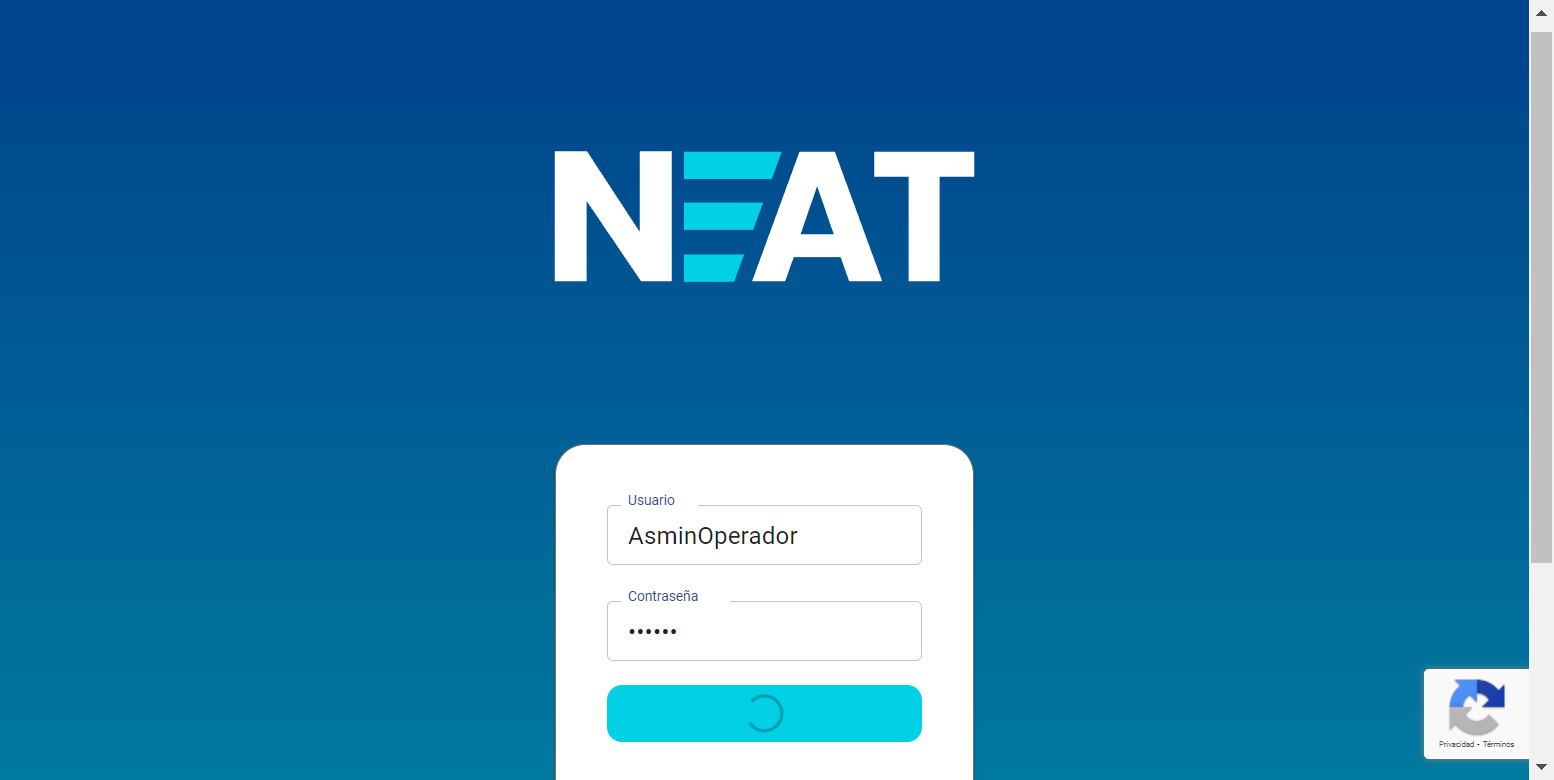 NEAT
Usuario
AsminOperador
Contraseña
••••••
Privacidad - Términos